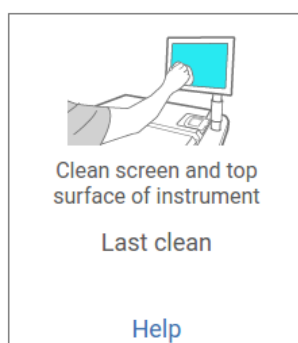 Clean screen and top
surface of instrument
Last clean
Help